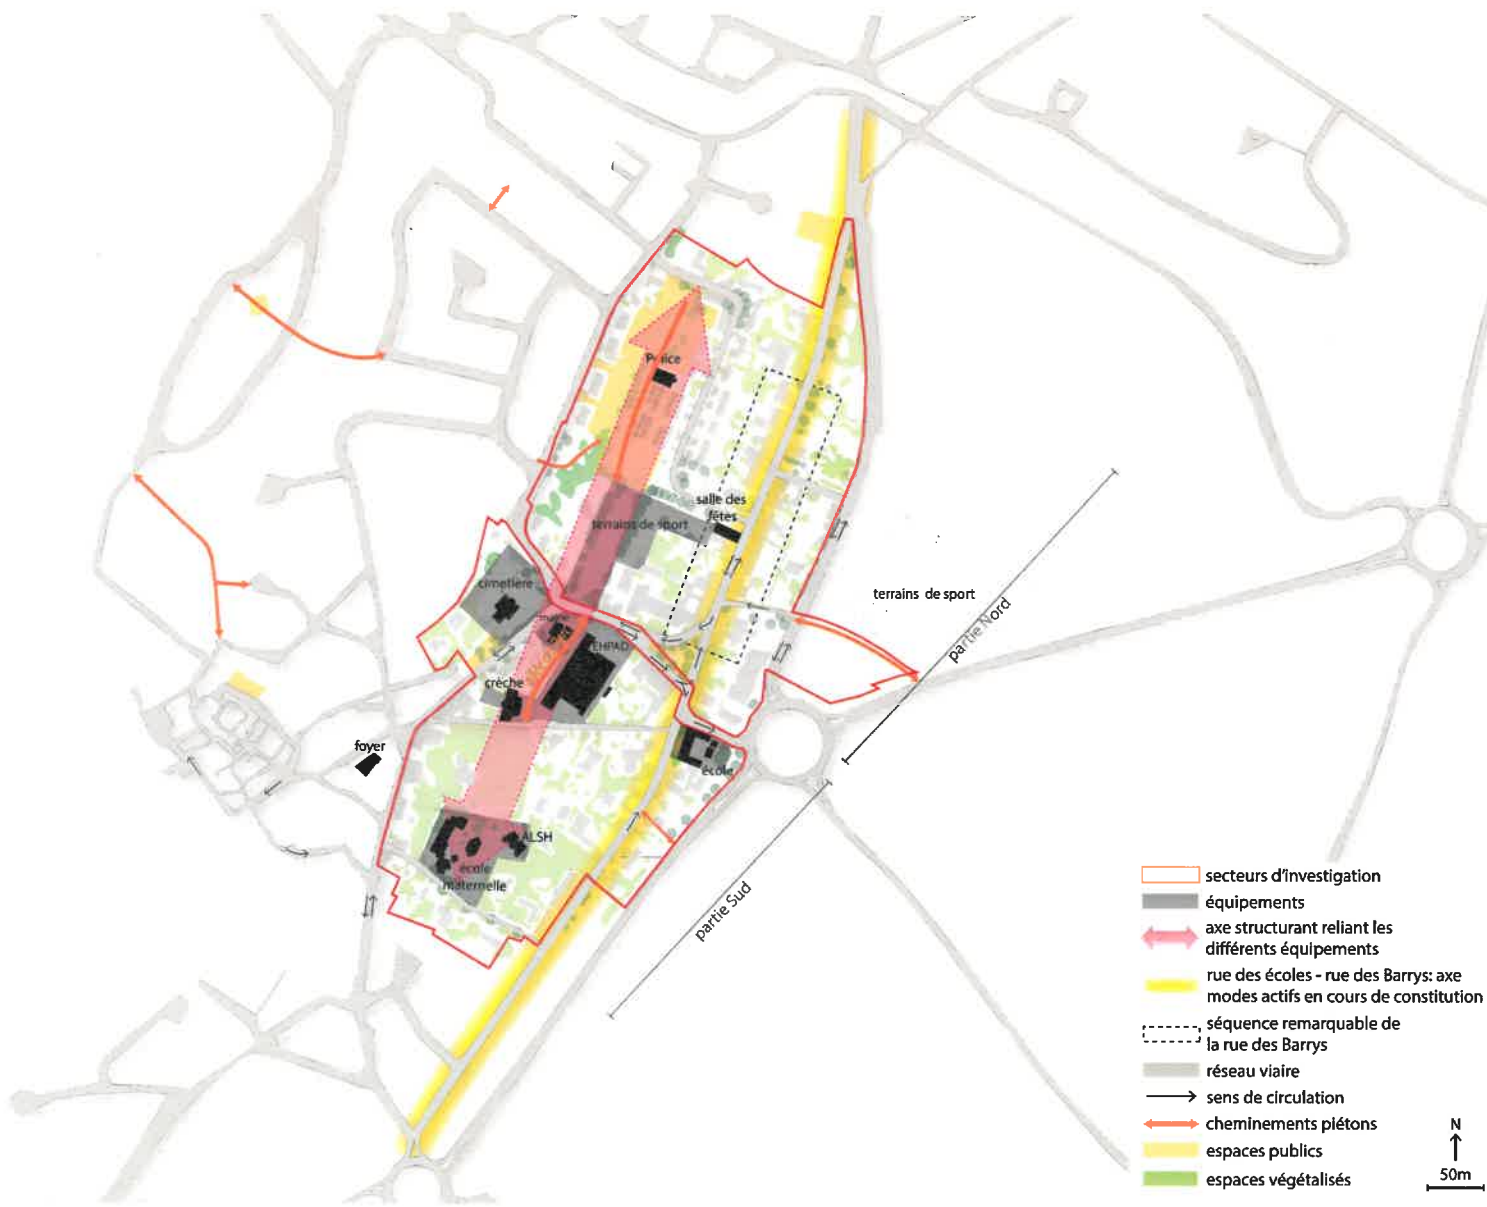 Police
salle des
fêtes
terrains de sport
cimetière
terrains de sport
mairie
EHPAD
partie Nord
crèche
foyer
école
ALSH
école
maternelle
partie Sud
secteurs d'investigation
équipements
axe structurant reliant les
différents équipements
rue des écoles - rue des Barrys: axe
modes actifs en cours de constitution
séquence remarquable de
la rue des Barrys
réseau viaire
sens de circulation
cheminements piétons
espaces publics
espaces végétalisés
N
50m